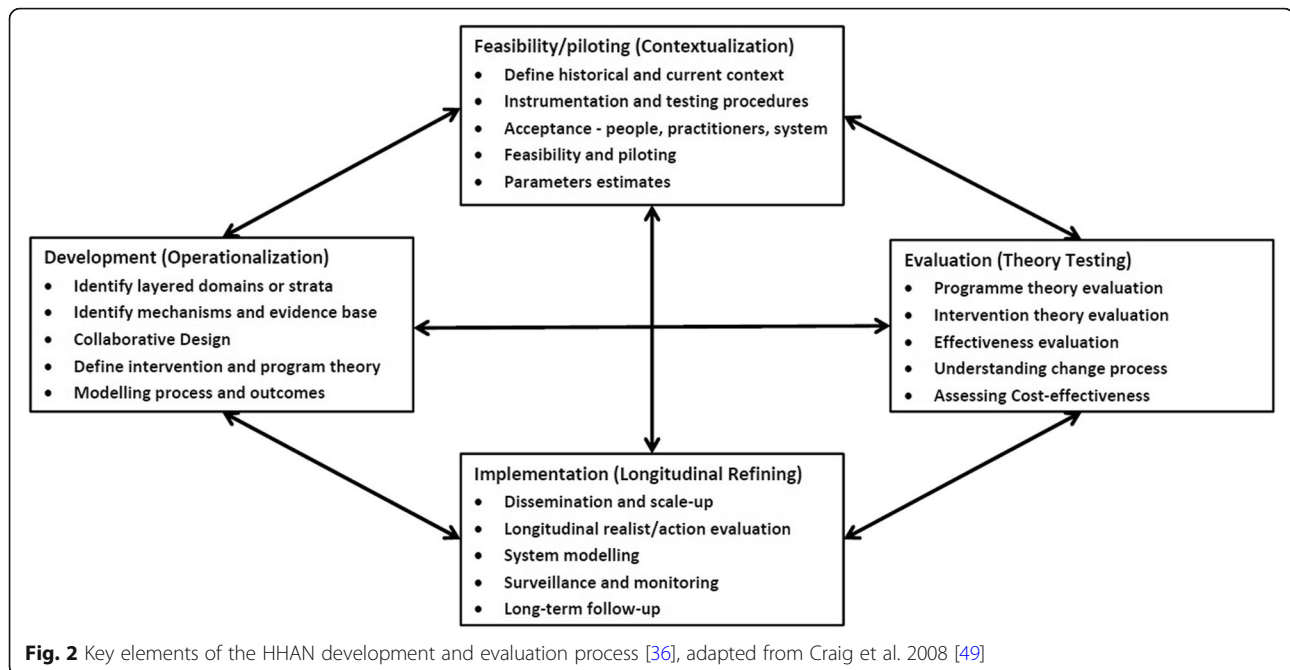 Feasibility/piloting (Contextualization)
• Define historical and current context
• Instrumentation and testing procedures
• Acceptance - people, practitioners, system
• Feasibility and piloting
• Parameters estimates
Development (Operationalization)
• Identify layered domains or strata
• Identify mechanisms and evidence base
• Collaborative Design
• Define intervention and program theory
• Modelling process and outcomes
Evaluation (Theory Testing)
• Programme theory evaluation
• Intervention theory evaluation
• Effectiveness evaluation
• Understanding change process
• Assessing Cost-effectiveness
Implementation (Longitudinal Refining)
• Dissemination and scale-up
• Longitudinal realist/action evaluation
• System modelling
• Surveillance and monitoring
• Long-term follow-up
Fig. 2 Key elements of the HHAN development and evaluation process [36], adapted from Craig et al. 2008 [49]